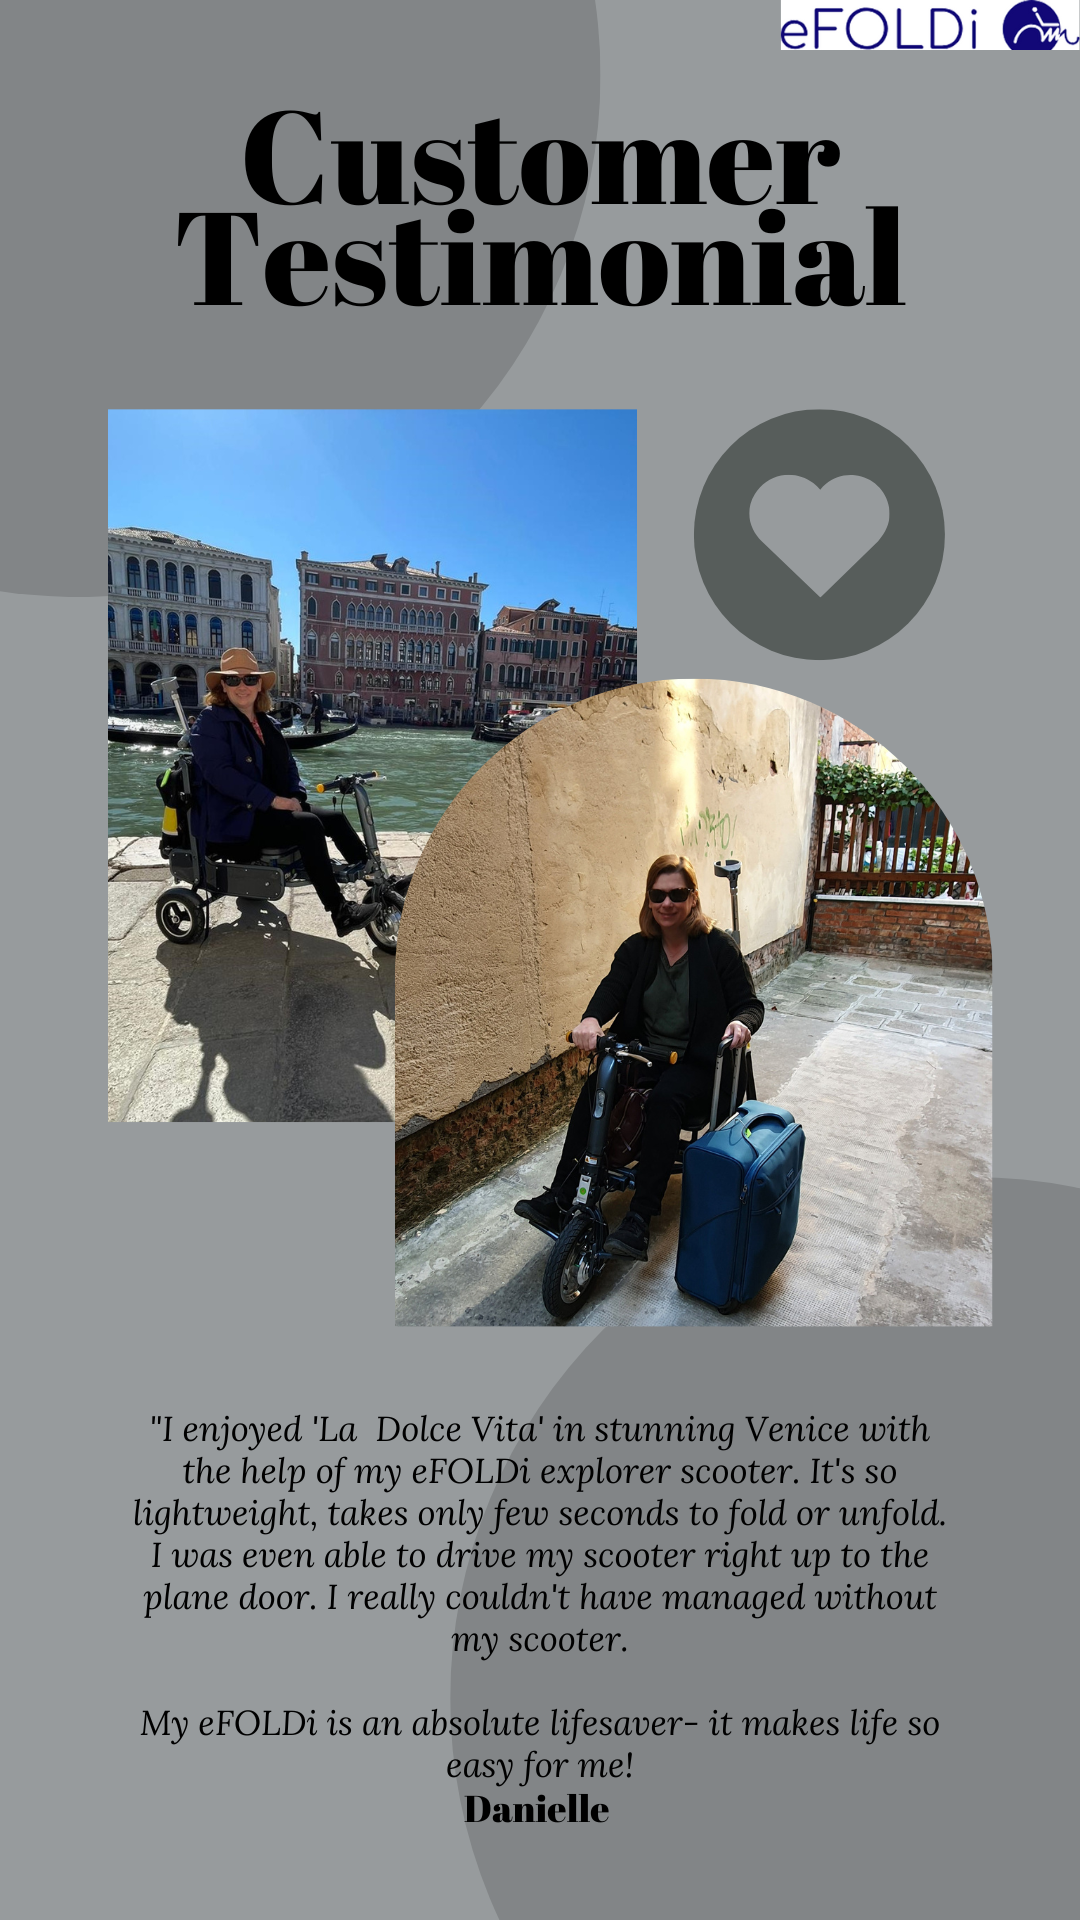 eFOLDi
Customer
Testimonial
"I enjoyed 'La  Dolce Vita' in stunning Venice with
the help of my eFOLDi explorer scooter. It's so
lightweight, takes only few seconds to fold or unfold.
I was even able to drive my scooter right up to the
plane door. I really couldn't have managed without
my scooter.
My eFOLDi is an absolute lifesaver- it makes life so
easy for me!
Danielle